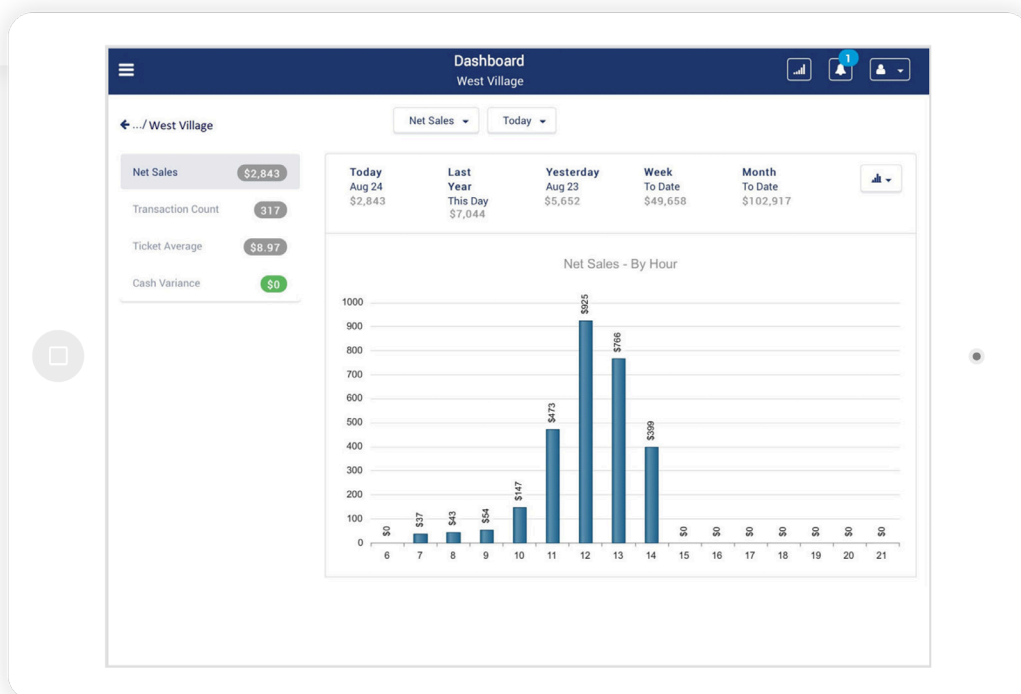 Dashboard
West Village
1
.../ West Village
Net Sales
Today
Net Sales $2,843
Transaction Count 317
Ticket Average $8.97
Cash Variance $0
Today
Aug 24
$2,843
Last
Year
This Day
$7,044
Yesterday
Aug 23
$5,652
Week
To Date
$49,658
Month
To Date
$102,917
Net Sales - By Hour
1000
900
800
700
600
500
400
300
200
100
0
$0 $37 $43 $54 $147 $473 $925 $766 $399 $0 $0 $0 $0 $0 $0 $0
6 7 8 9 10 11 12 13 14 15 16 17 18 19 20 21